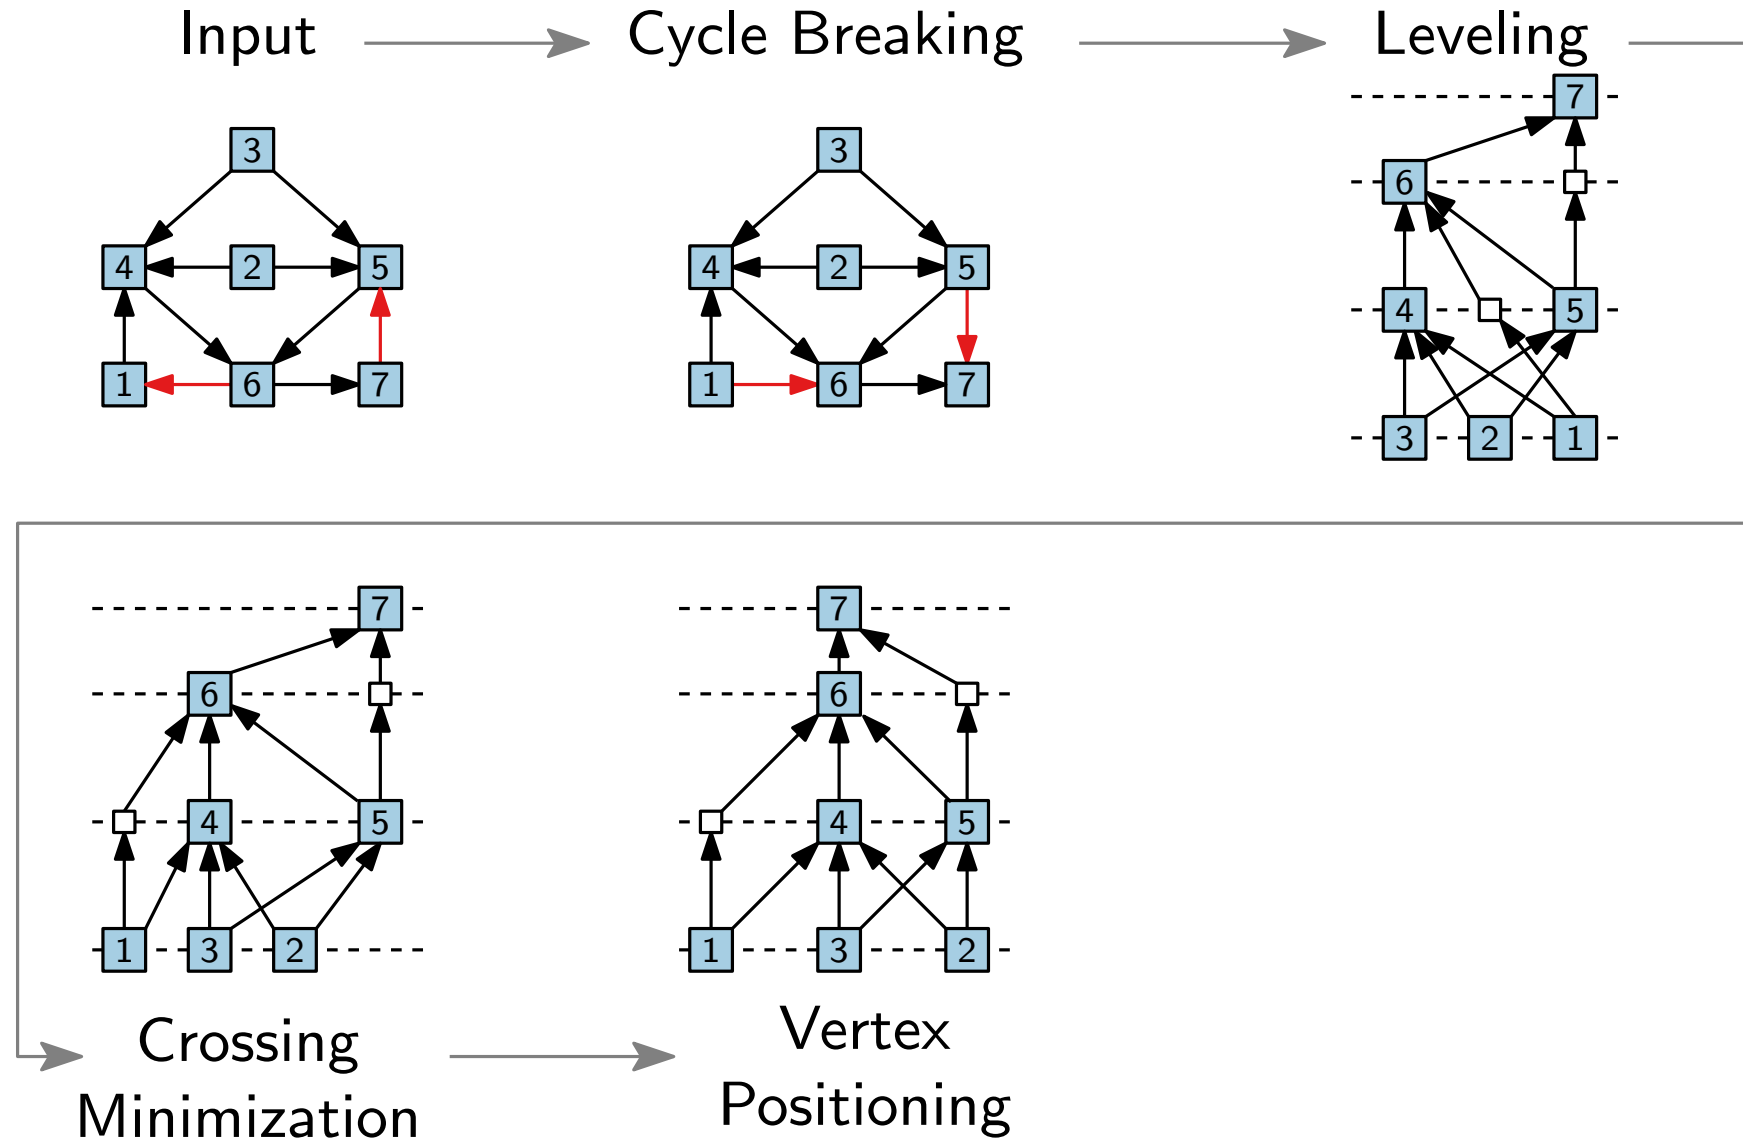 Input Cycle Breaking Leveling
7
3 3
6
4 2 5 4 2 5
4 5
1 6 7 1 6 7
3 2 1
7 7
6 6
4 5 4 5
1 3 2 1 3 2
Crossing
Minimization
Vertex
Positioning